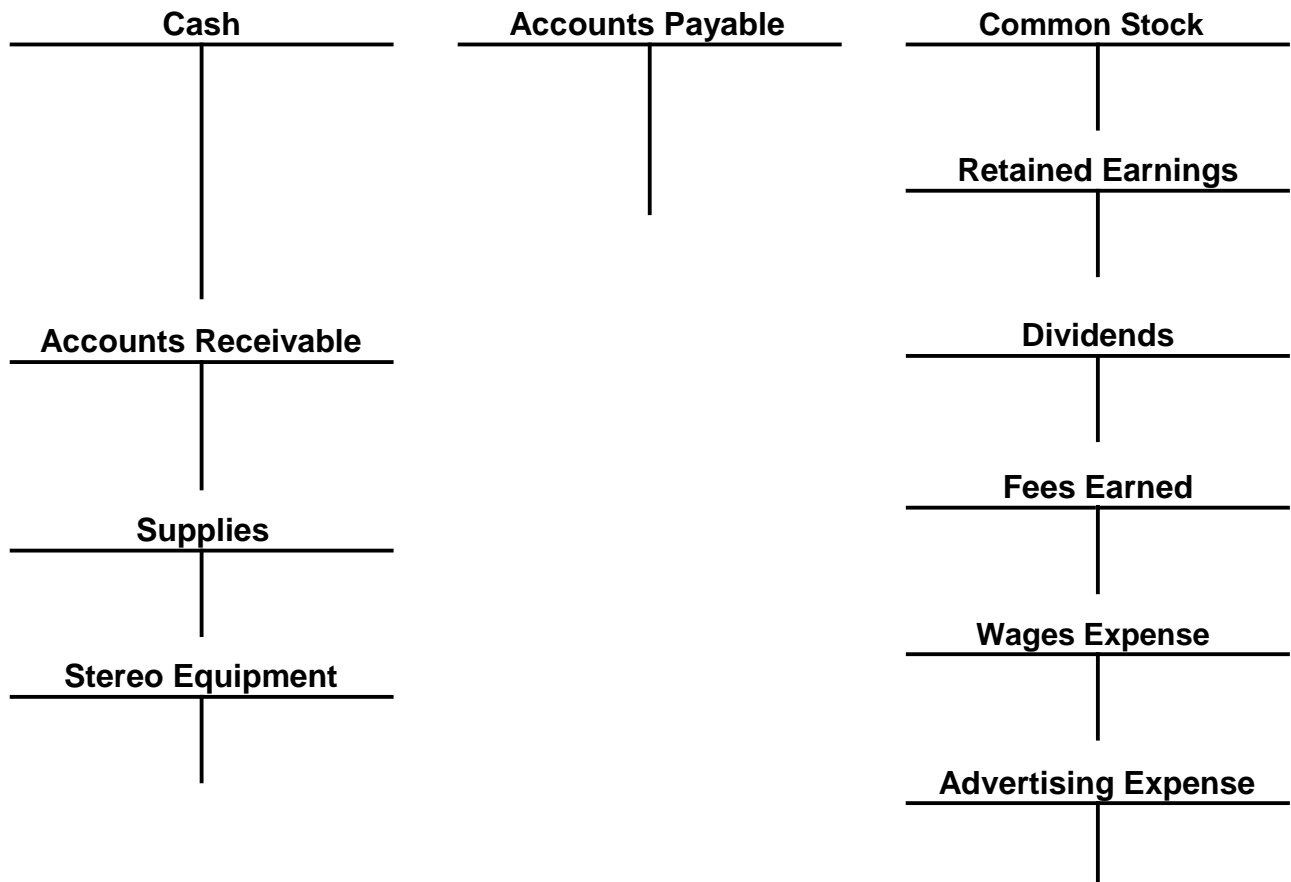 Cash
Accounts Payable
Common Stock
Retained Earnings
Accounts Receivable
Dividends
Fees Earned
Supplies
Wages Expense
Stereo Equipment
Advertising Expense